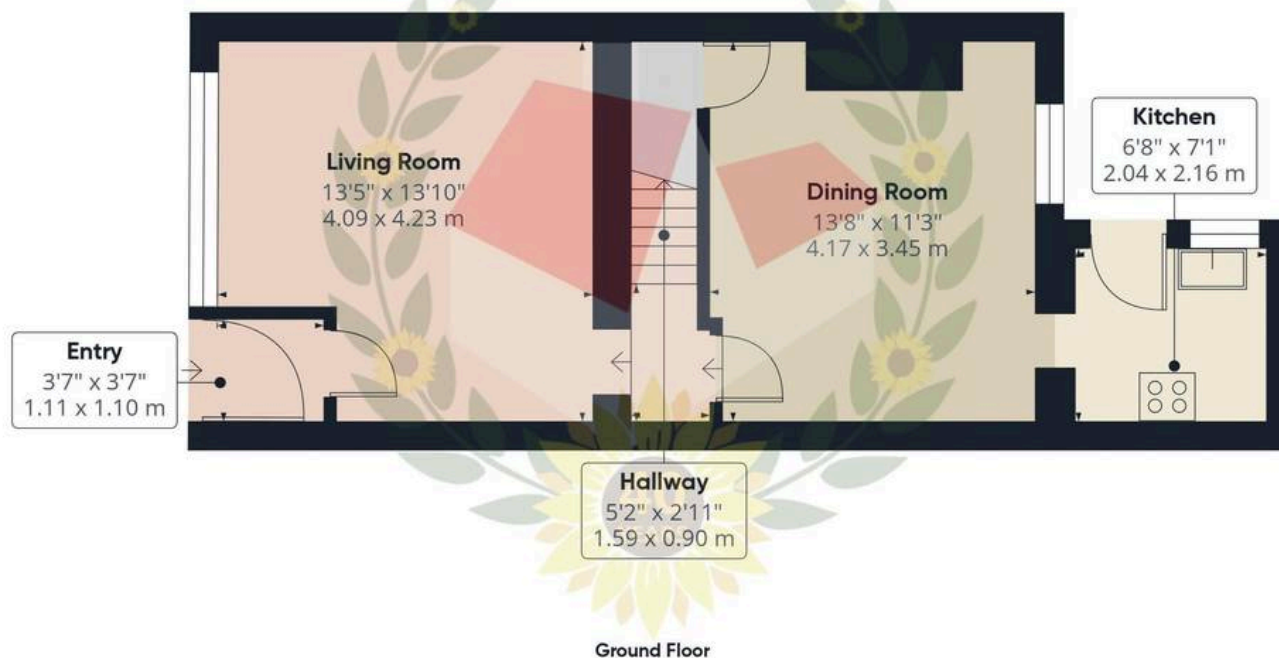 Living Room
13'5" x 13'10"
4.09 x 4.23 m
Dining Room
13'8" x 11'3"
4.17 x 3.45 m
Kitchen
6'8" x 7'1"
2.04 x 2.16 m
Entry
3'7" x 3'7"
1.11 x 1.10 m
Hallway
5'2" x 2'11"
1.59 x 0.90 m
40
Ground Floor